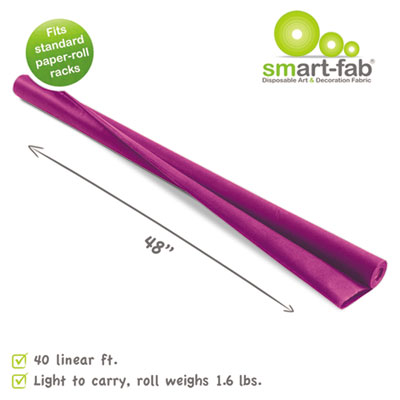 Fits
standard
paper-roll
racks
smart-fab®
Disposable Art & Decoration Fabric
48"
40 linear ft.
Light to carry, roll weighs 1.6 lbs.